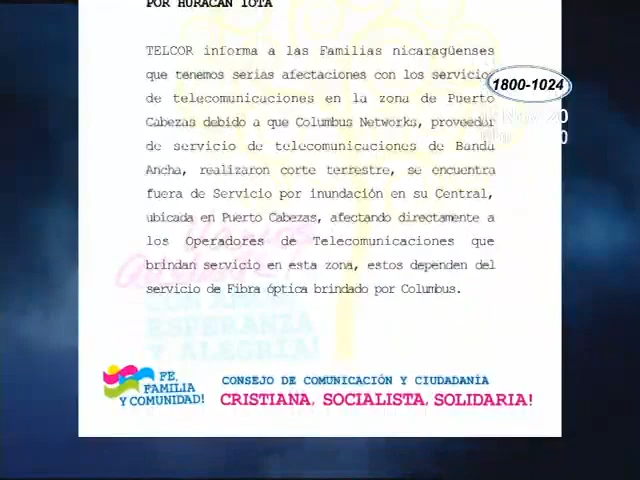 POR HURACÁN IOTA
TELCOR informa a las Familias nicaragüenses
que tenemos serias afectaciones con los servicios
de telecomunicaciones en la zona de Puerto
Cabezas debido a que Columbus Networks, proveedor
de servicio de telecomunicaciones de Banda
Ancha, realizaron corte terrestre, se encuentra
fuera de Servicio por inundación en su Central,
ubicada en Puerto Cabezas, afectando directamente a
los Operadores de Telecomunicaciones que
brindan servicio en esta zona, estos dependen del
servicio de Fibra óptica brindado por Columbus.
1800-1024
ESPERANZA
Y ALEGRÍA!
FE,
FAMILIA
Y COMUNIDAD!
CONSEJO DE COMUNICACIÓN Y CIUDADANÍA
CRISTIANA, SOCIALISTA, SOLIDARIA!